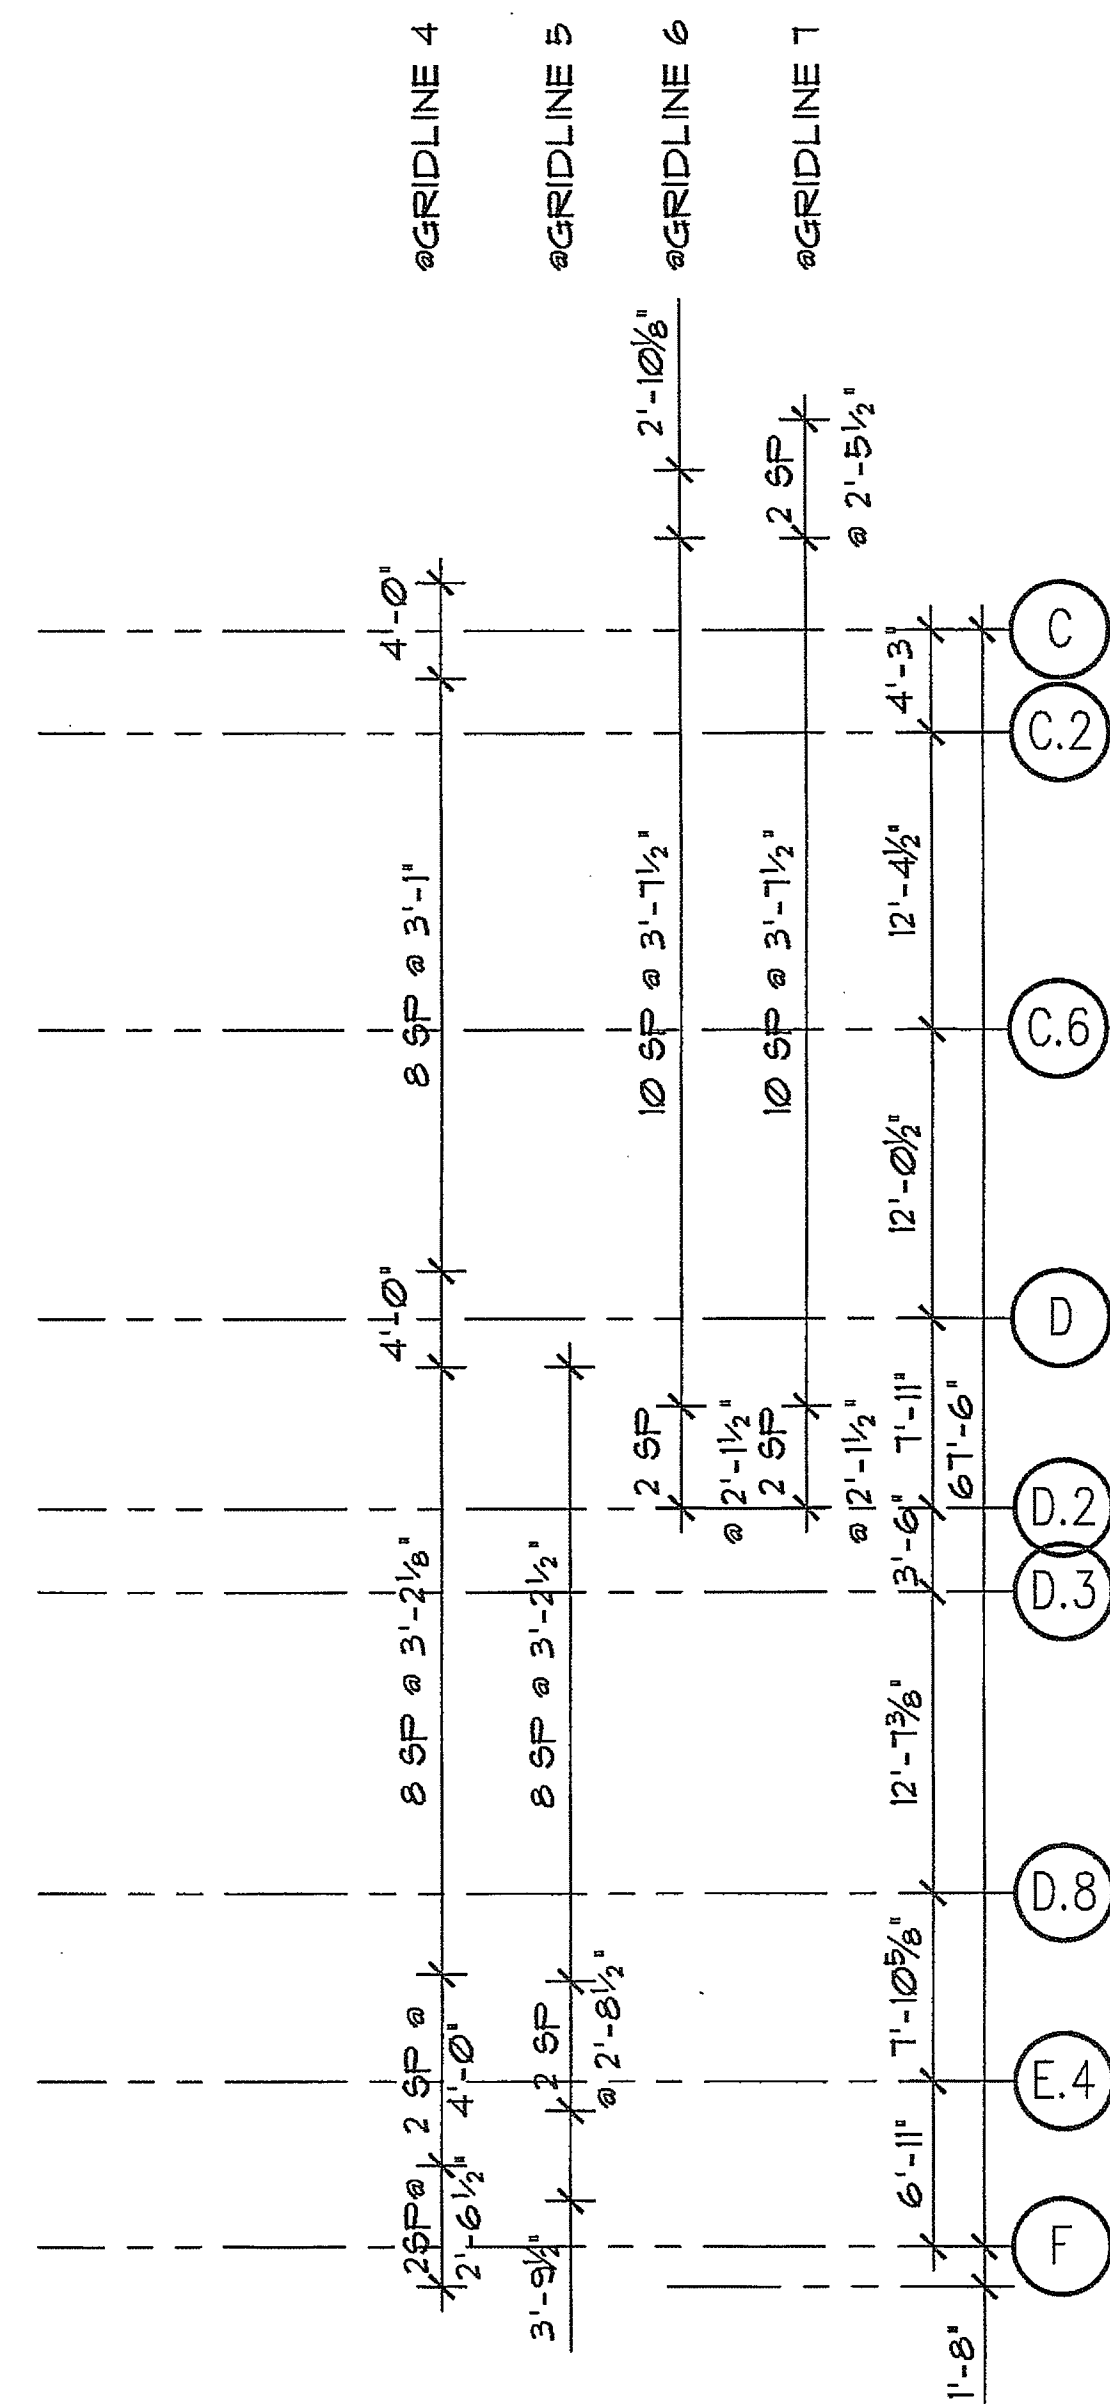 @GRIDLINE 4
4'-0"
8 SP @ 3'-1"
4'-0"
8 SP @ 3'-2⅛"
2 SP @
4'-0"
2SP@
2'-6½"
@GRIDLINE 5
8 SP @ 3'-2½"
2 SP
@ 2'-8½"
3'-9½"
@GRIDLINE 6
2'-10⅛"
10 SP @ 3'-7½"
2 SP
@ 2'-1½"
@GRIDLINE 7
2 SP
@ 2'-5½"
10 SP @ 3'-7½"
2 SP
@ 2'-1½"
4'-3"
12'-4½"
12'-0½"
7'-11"
3'-6"
12'-7⅜"
7'-10⅝"
6'-11"
67'-6"
1'-8"
C
C.2
C.6
D
D.2
D.3
D.8
E.4
F